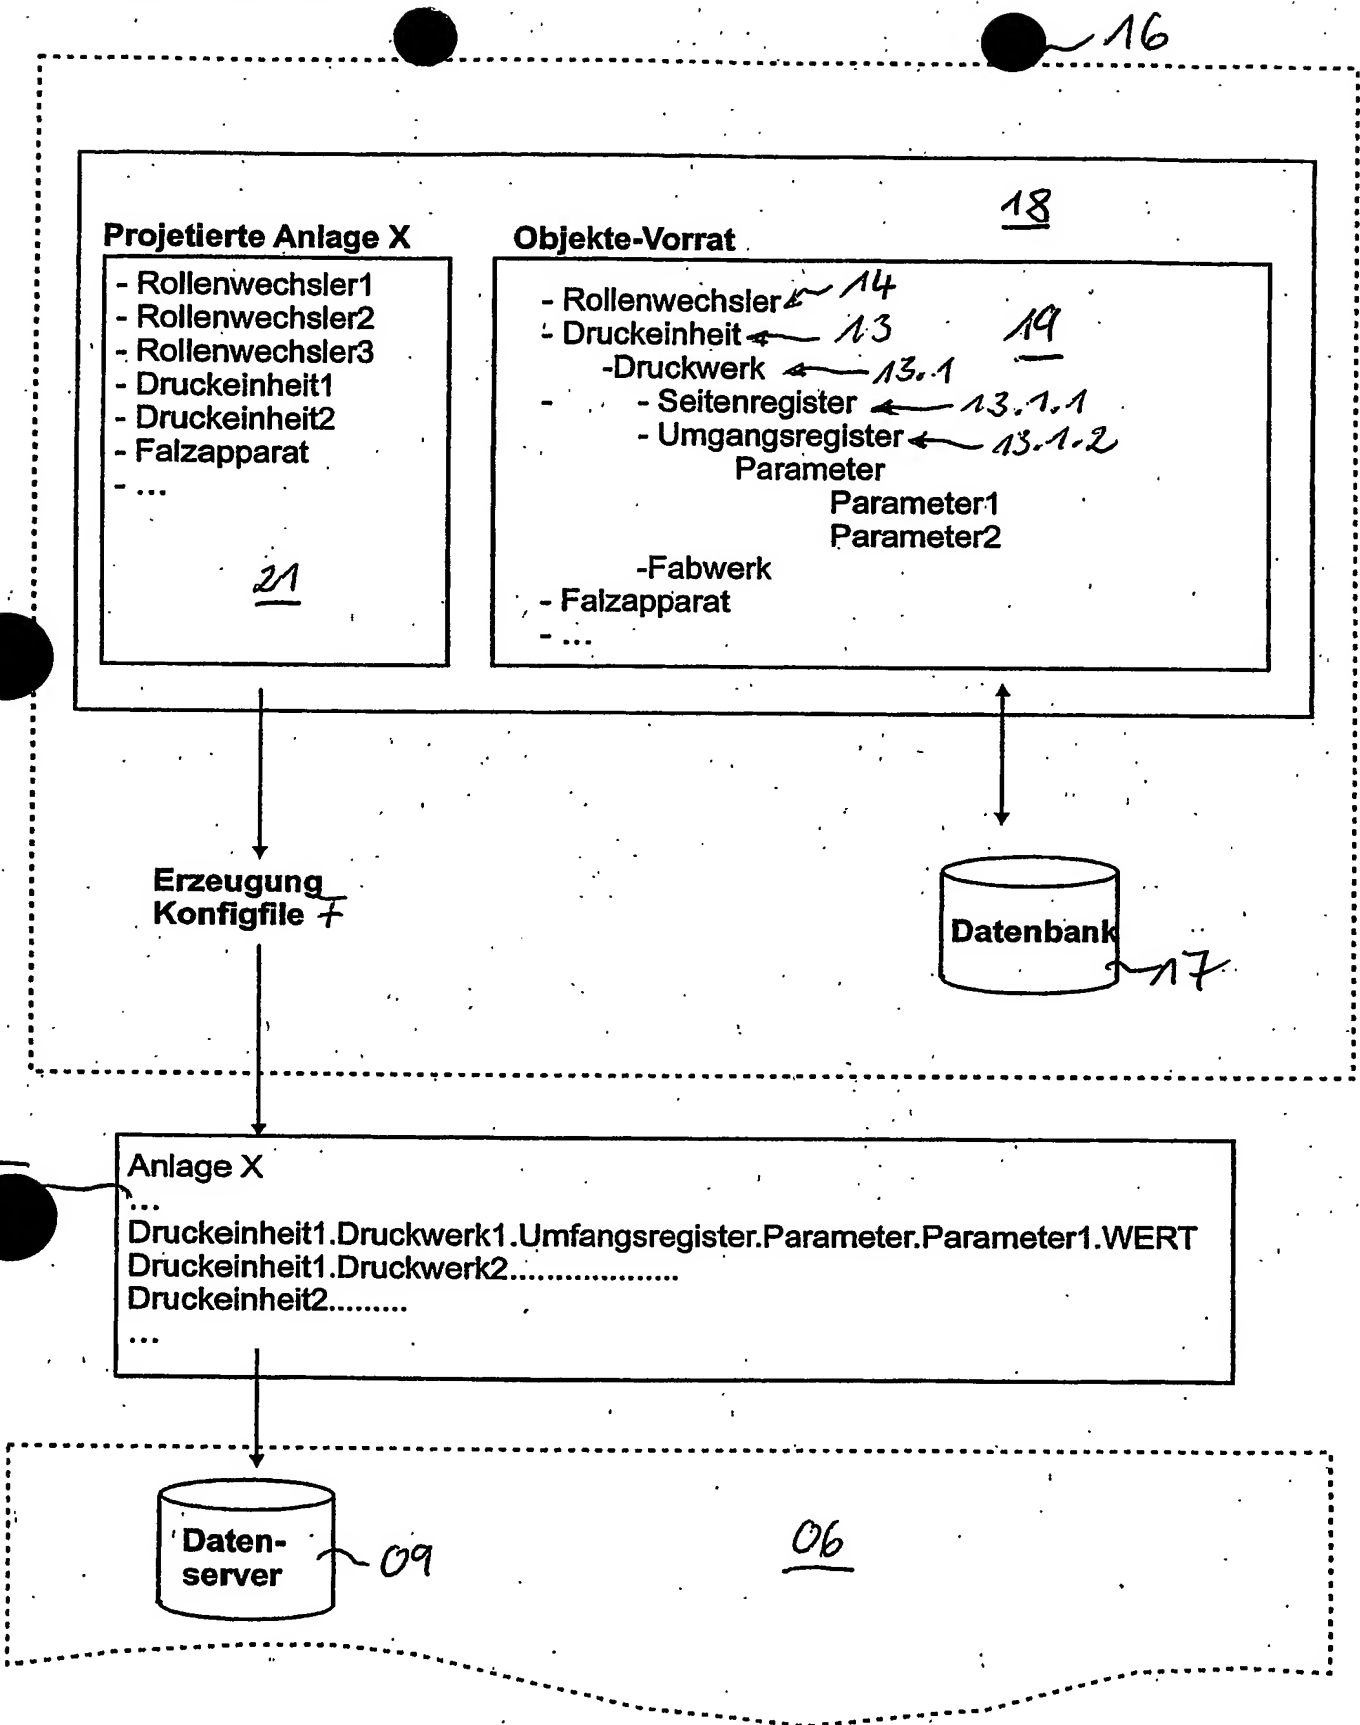 16
18
Projetierte Anlage X
- Rollenwechsler1
- Rollenwechsler2
- Rollenwechsler3
- Druckeinheit1
- Druckeinheit2
- Falzapparat
- ...
21
Objekte-Vorrat
- Rollenwechsler 14
- Druckeinheit 13
19
-Druckwerk 13.1
- - Seitenregister 13.1.1
- Umgangsregister 13.1.2
Parameter
Parameter1
Parameter2
-Fabwerk
- Falzapparat
- ...
Erzeugung
Konfigfile
Datenbank
17
Anlage X
...
Druckeinheit1.Druckwerk1.Umfangsregister.Parameter.Parameter1.WERT
Druckeinheit1.Druckwerk2...................
Druckeinheit2.........
...
Daten-
server
09
06